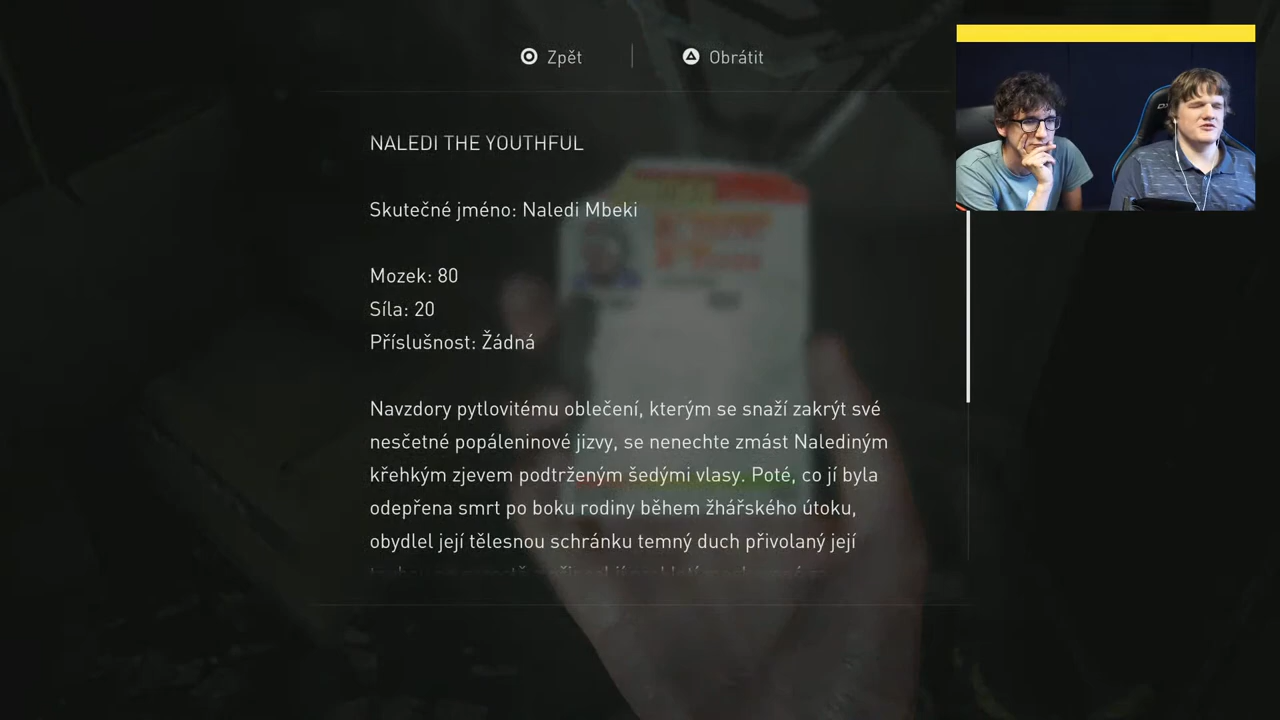 Zpět
Obrátit
NALEDI THE YOUTHFUL
Skutečné jméno: Naledi Mbeki
Mozek: 80
Síla: 20
Příslušnost: Žádná
Navzdory pytlovitému oblečení, kterým se snaží zakrýt své
nesčetné popáleninové jizvy, se nenechte zmást Nalediným
křehkým zjevem podtrženým šedými vlasy. Poté, co jí byla
odepřena smrt po boku rodiny během žhářského útoku,
obydlel její tělesnou schránku temný duch přivolaný její